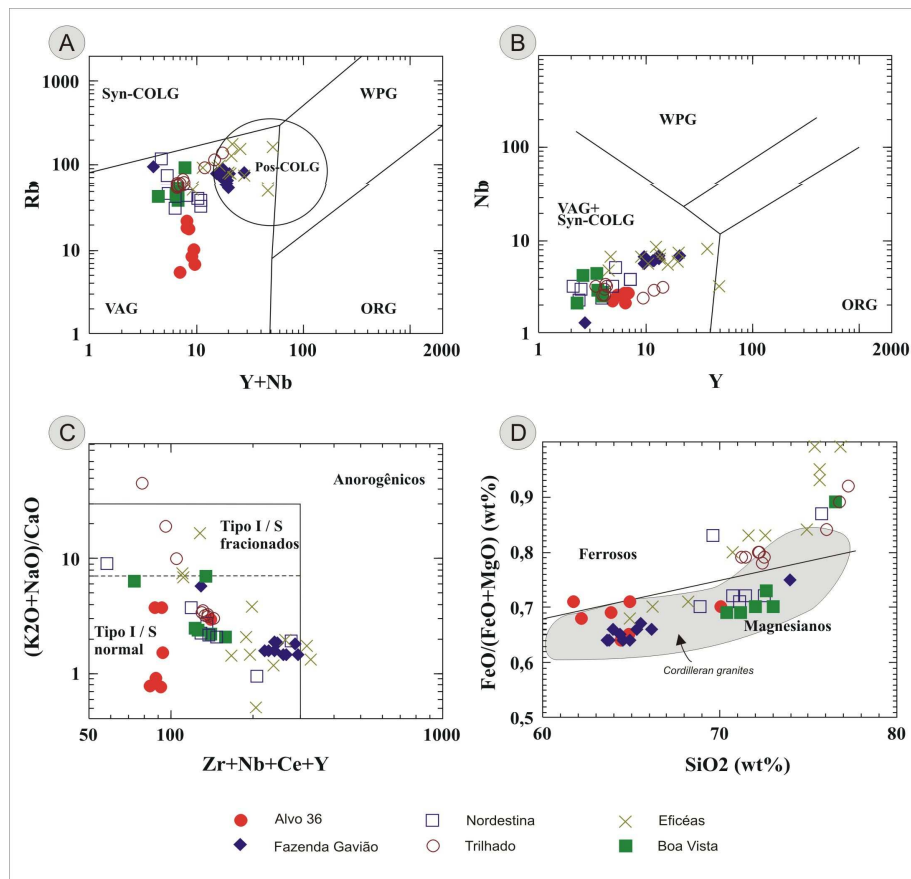 A
Rb
1000
100
10
1
Syn-COLG
WPG
Pos-COLG
VAG
ORG
1
10
100
2000
Y+Nb
B
Nb
1000
100
10
1
WPG
VAG+
Syn-COLG
ORG
1
10
100
2000
Y
C
(K2O+NaO)/CaO
10
1
Anorogênicos
Tipo I / S
fracionados
Tipo I / S
normal
50
100
1000
Zr+Nb+Ce+Y
D
FeO/(FeO+MgO) (wt%)
0,9
0,8
0,7
0,6
0,5
Ferrosos
Magnesianos
Cordilleran granites
60
70
80
SiO2 (wt%)
Alvo 36
Nordestina
Eficéas
Fazenda Gavião
Trilhado
Boa Vista